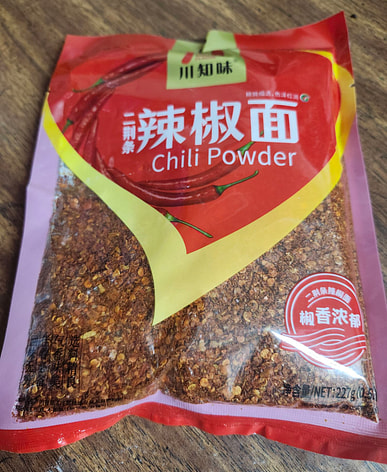 川知味
二荆条
辣椒面
Chili Powder
二荆条辣椒面
椒香浓郁
净含量/NET:227g